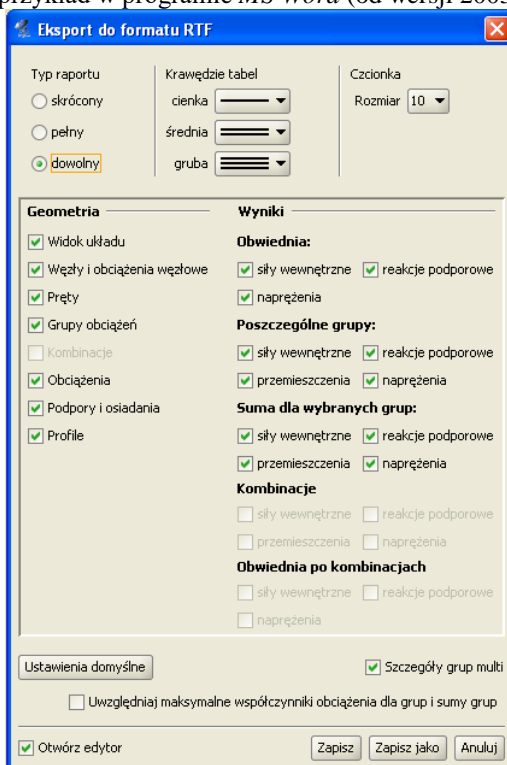 przykład w programie MS Word (od wersji 2003
Eksport do formatu RTF
Typ raportu Krawędzie tabel Czcionka
skrócony cienka Rozmiar 10
pełny średnia
dowolny gruba
Geometria Wyniki
Widok układu Obwiednia:
Węzły i obciążenia węzłowe siły wewnętrzne reakcje podporowe
Pręty naprężenia
Grupy obciążeń Poszczególne grupy:
Kombinacje siły wewnętrzne reakcje podporowe
Obciążenia przemieszczenia naprężenia
Podpory i osiadania Suma dla wybranych grup:
Profile siły wewnętrzne reakcje podporowe
przemieszczenia naprężenia
Kombinacje
siły wewnętrzne reakcje podporowe
przemieszczenia naprężenia
Obwiednia po kombinacjach
siły wewnętrzne reakcje podporowe
naprężenia
Ustawienia domyślne Szczegóły grup multi
Uwzględniaj maksymalne współczynniki obciążenia dla grup i sumy grup
Otwórz edytor Zapisz Zapisz jako Anuluj